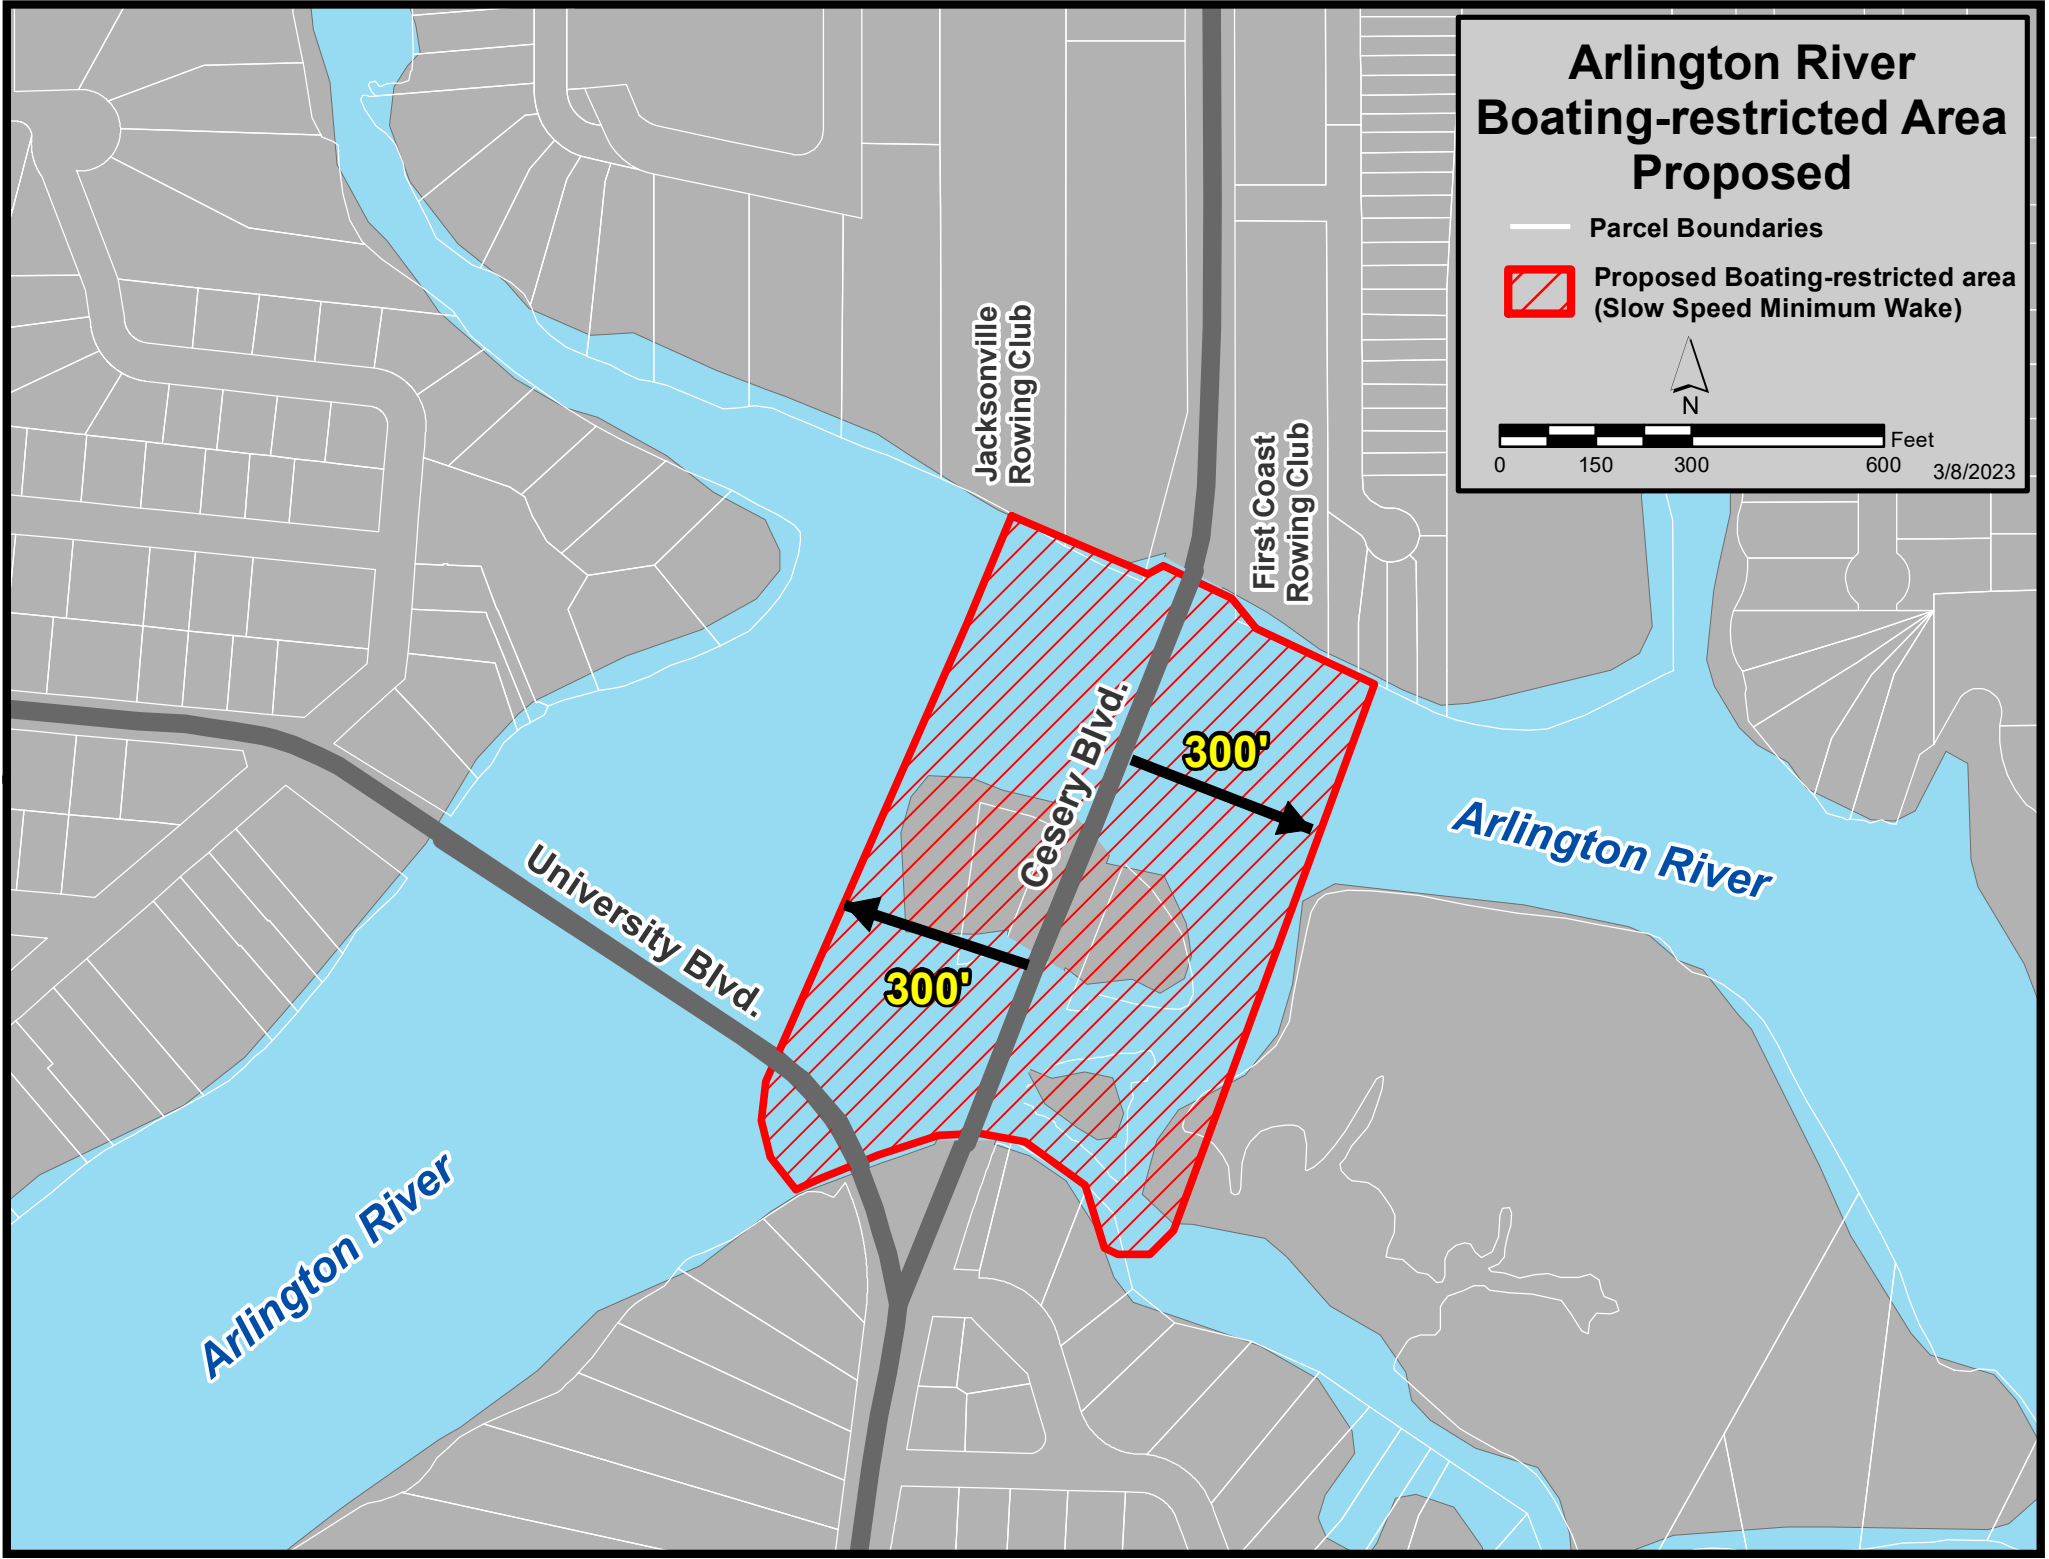 Arlington River
Boating-restricted Area
Proposed
Parcel Boundaries
Proposed Boating-restricted area
(Slow Speed Minimum Wake)
N
Feet
0 150 300 600
3/8/2023
Jacksonville
Rowing Club
First Coast
Rowing Club
Cesery Blvd.
300'
Arlington River
University Blvd.
300'
Arlington River